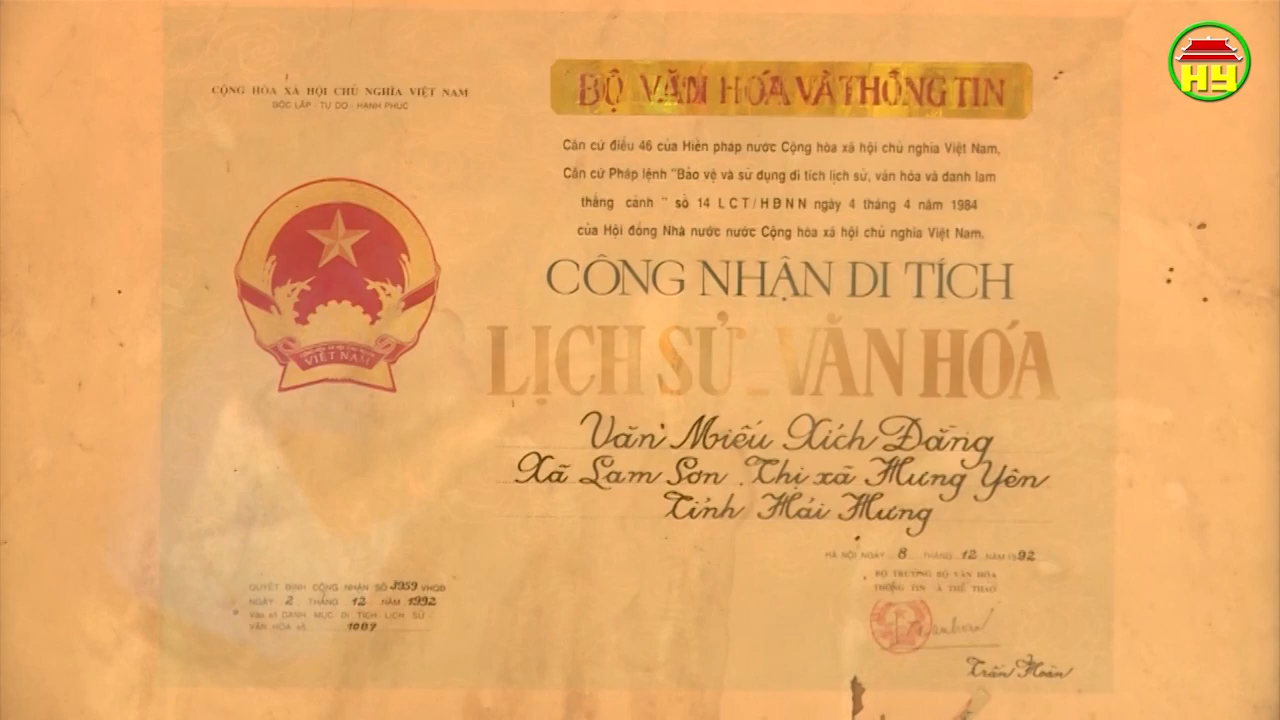 HY
CỘNG HÒA XÃ HỘI CHỦ NGHĨA VIỆT NAM
ĐỘC LẬP - TỰ DO - HẠNH PHÚC
VIỆT NAM
BỘ VĂN HÓA VÀ THÔNG TIN
Căn cứ điều 46 của Hiến pháp nước Cộng hòa xã hội chủ nghĩa Việt Nam,
Căn cứ Pháp lệnh "Bảo vệ và sử dụng di tích lịch sử, văn hóa và danh lam
thắng cảnh" số 14 LCT/HĐNN ngày 4 tháng 4 năm 1984
của Hội đồng Nhà nước nước Cộng hòa xã hội chủ nghĩa Việt Nam,
CÔNG NHẬN DI TÍCH
LỊCH SỬ _ VĂN HÓA
Văn Miếu Xích Đằng
Xã Lam Sơn . Thị xã Hưng Yên
Tỉnh Hải Hưng
HÀ NỘI NGÀY 8 THÁNG 12 NĂM 1992
BỘ TRƯỞNG BỘ VĂN HÓA
THÔNG TIN & THỂ THAO
Trần Hoàn
QUYẾT ĐỊNH CÔNG NHẬN SỐ 3959 VHQĐ
NGÀY 2 THÁNG 12 NĂM 1992
Vào sổ DANH MỤC DI TÍCH LỊCH SỬ -
VĂN HÓA số 1089